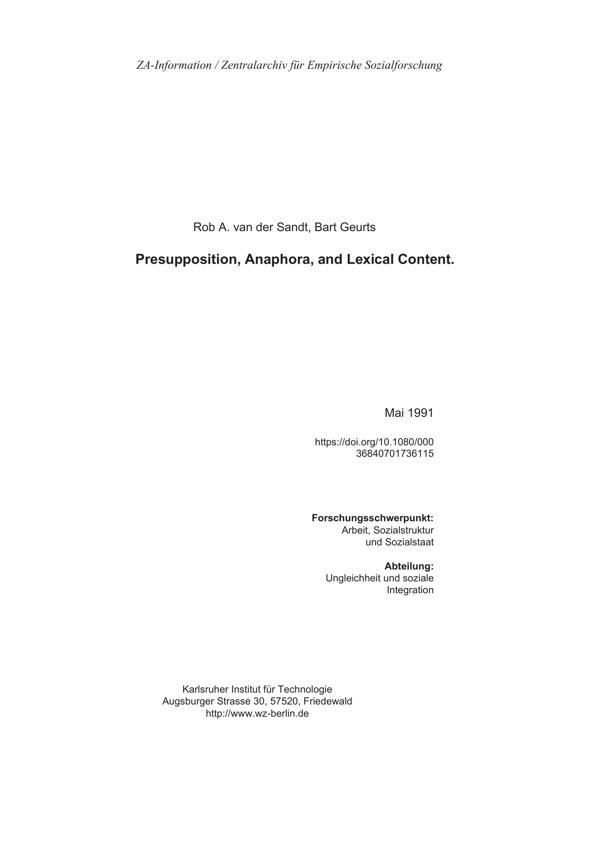 ZA-Information / Zentralarchiv für Empirische Sozialforschung
Rob A. van der Sandt, Bart Geurts
Presupposition, Anaphora, and Lexical Content.
Mai 1991
https://doi.org/10.1080/000
36840701736115
Forschungsschwerpunkt:
Arbeit, Sozialstruktur
und Sozialstaat
Abteilung:
Ungleichheit und soziale
Integration
Karlsruher Institut für Technologie
Augsburger Strasse 30, 57520, Friedewald
http://www.wz-berlin.de